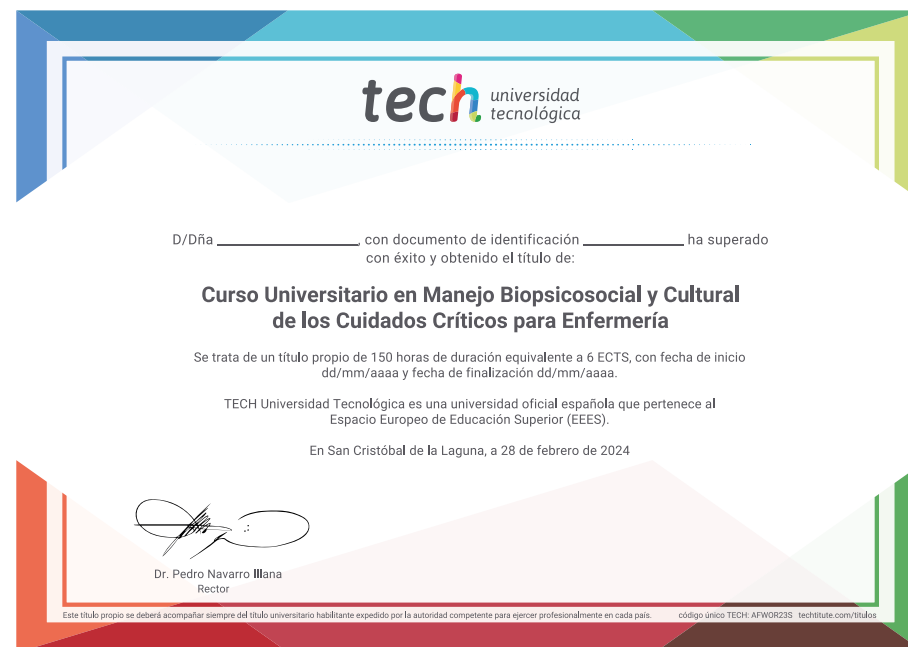 tech universidad
tecnológica
D/Dña ____________________, con documento de identificación ______________ ha superado
con éxito y obtenido el título de:
Curso Universitario en Manejo Biopsicosocial y Cultural
de los Cuidados Críticos para Enfermería
Se trata de un título propio de 150 horas de duración equivalente a 6 ECTS, con fecha de inicio
dd/mm/aaaa y fecha de finalización dd/mm/aaaa.
TECH Universidad Tecnológica es una universidad oficial española que pertenece al
Espacio Europeo de Educación Superior (EEES).
En San Cristóbal de la Laguna, a 28 de febrero de 2024
Dr. Pedro Navarro Illana
Rector
Este título propio se deberá acompañar siempre del título universitario habilitante expedido por la autoridad competente para ejercer profesionalmente en cada país. código único TECH: AFWOR23S techtitute.com/titulos